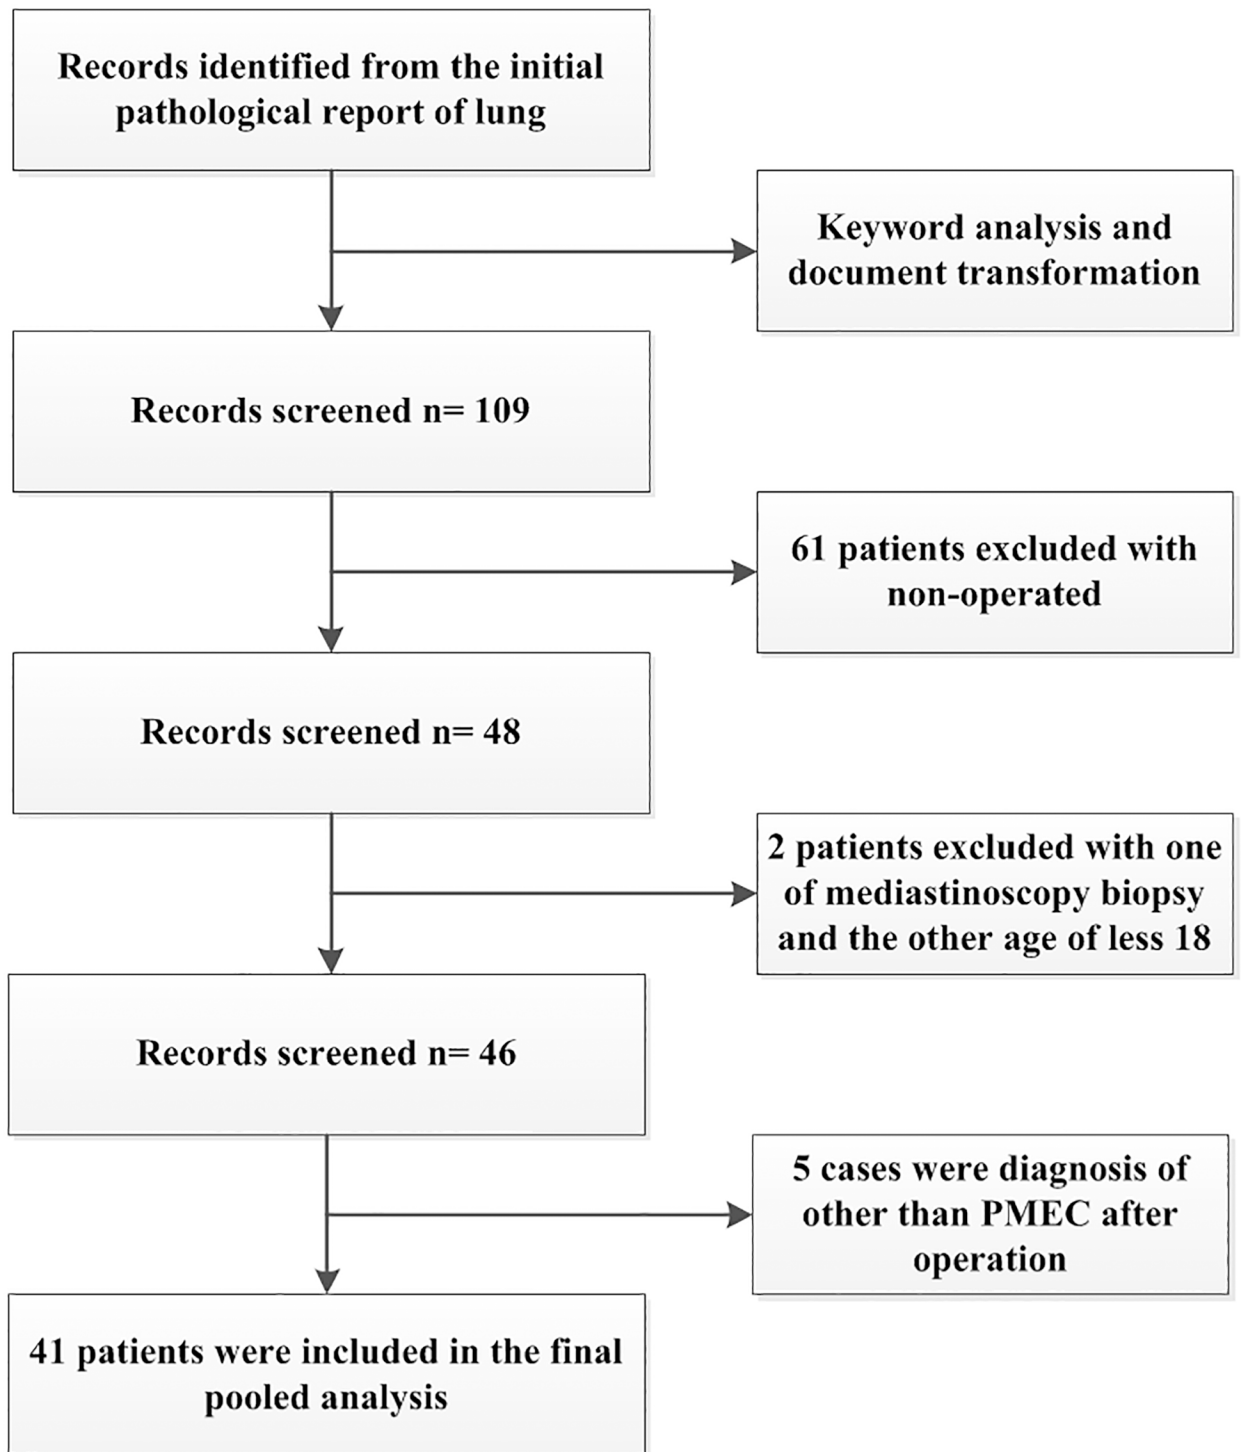 Records identified from the initial
pathological report of lung
Keyword analysis and
document transformation
Records screened n= 109
61 patients excluded with
non-operated
Records screened n= 48
2 patients excluded with one
of mediastinoscopy biopsy
and the other age of less 18
Records screened n= 46
5 cases were diagnosis of
other than PMEC after
operation
41 patients were included in the final
pooled analysis